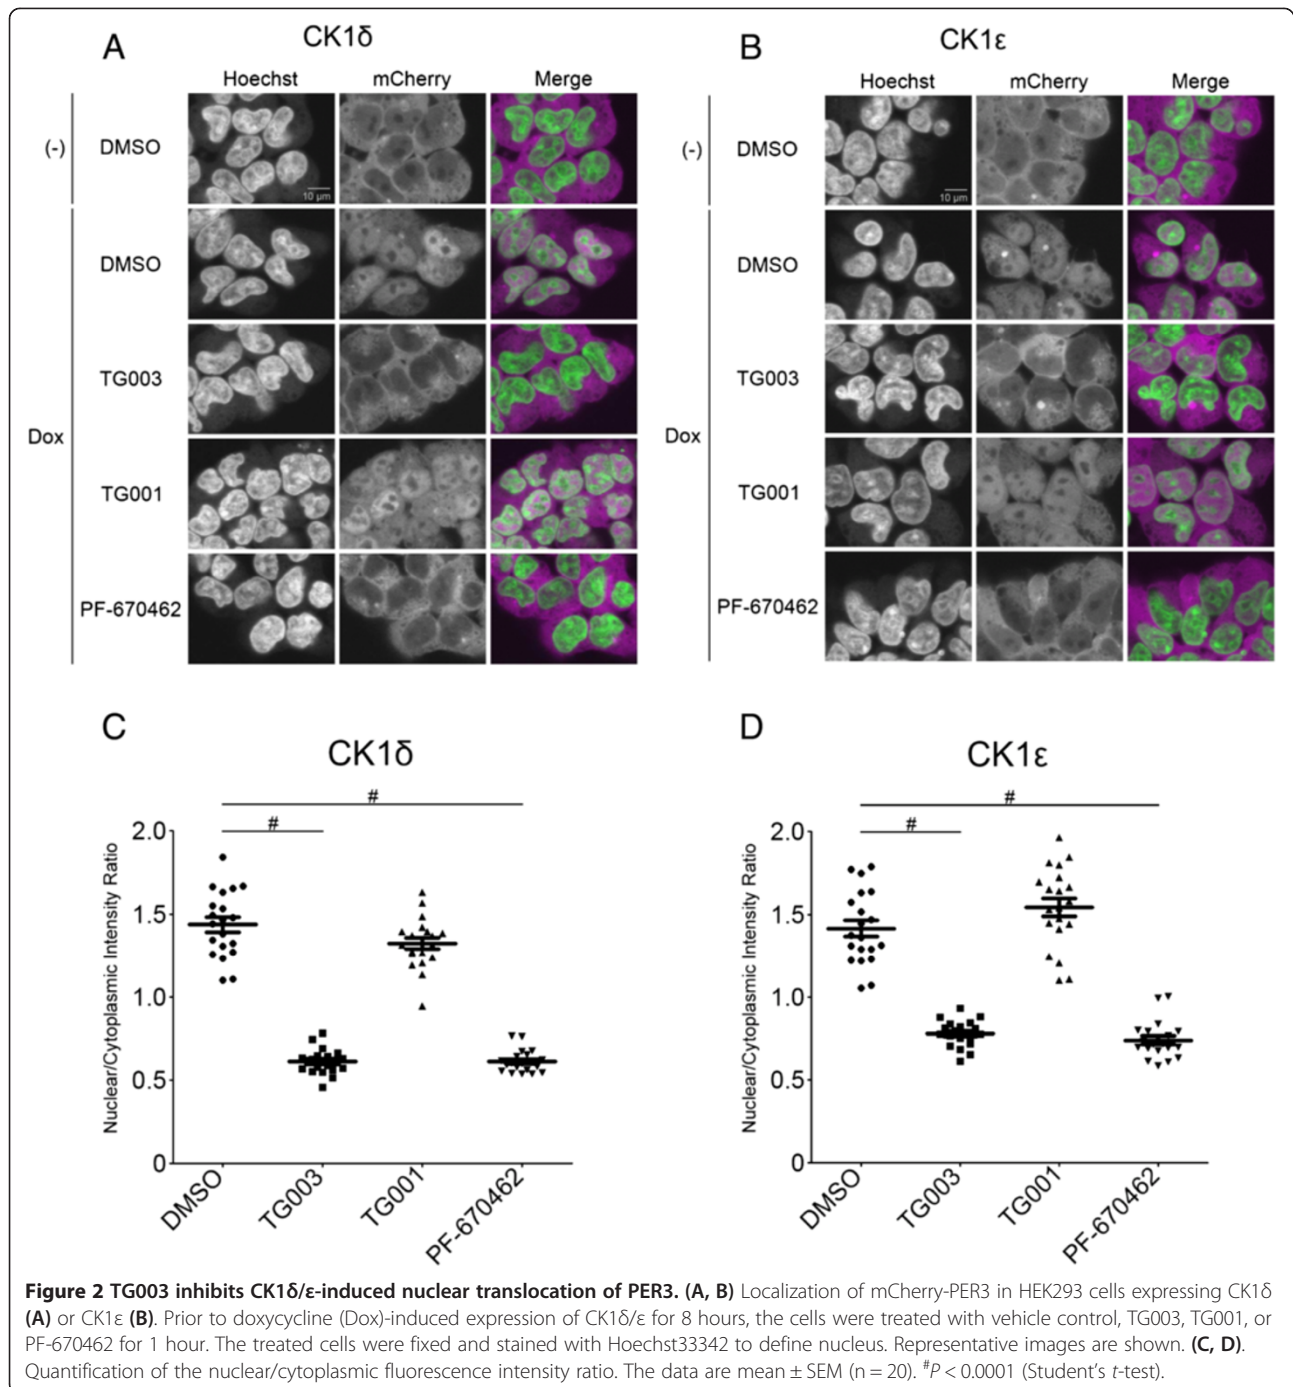 A
CK1δ
Hoechst mCherry Merge
(-) DMSO
10 µm
Dox
DMSO
TG003
TG001
PF-670462
B
CK1ε
Hoechst mCherry Merge
(-) DMSO
10 µm
Dox
DMSO
TG003
TG001
PF-670462
C
CK1δ
#
#
Nuclear/Cytoplasmic Intensity Ratio
2.0
1.5
1.0
0.5
0
DMSO TG003 TG001 PF-670462
D
CK1ε
#
#
Nuclear/Cytoplasmic Intensity Ratio
2.0
1.5
1.0
0.5
0
DMSO TG003 TG001 PF-670462
Figure 2 TG003 inhibits CK1δ/ε-induced nuclear translocation of PER3. (A, B) Localization of mCherry-PER3 in HEK293 cells expressing CK1δ
(A) or CK1ε (B). Prior to doxycycline (Dox)-induced expression of CK1δ/ε for 8 hours, the cells were treated with vehicle control, TG003, TG001, or
PF-670462 for 1 hour. The treated cells were fixed and stained with Hoechst33342 to define nucleus. Representative images are shown. (C, D).
Quantification of the nuclear/cytoplasmic fluorescence intensity ratio. The data are mean ± SEM (n = 20). #P < 0.0001 (Student's t-test).